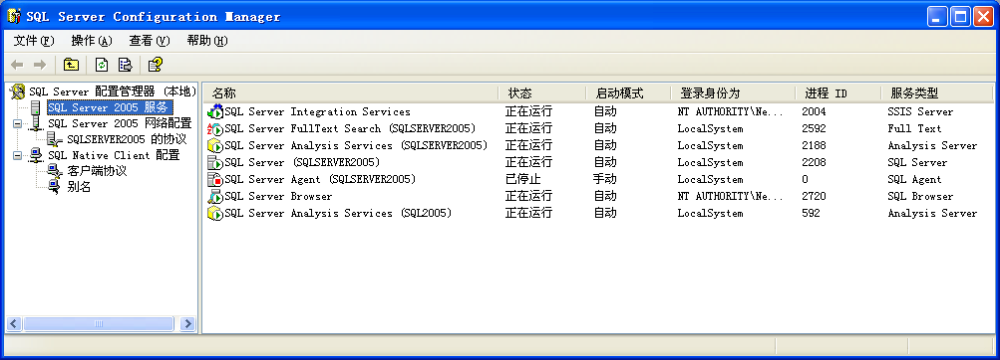 SQL Server Configuration Manager
文件(F) 操作(A) 查看(V) 帮助(H)
SQL Server 配置管理器 (本地)
SQL Server 2005 服务
SQL Server 2005 网络配置
SQLSERVER2005 的协议
SQL Native Client 配置
客户端协议
别名
名称 状态 启动模式 登录身份为 进程 ID 服务类型
SQL Server Integration Services 正在运行 自动 NT AUTHORITY\Ne... 2004 SSIS Server
SQL Server FullText Search (SQLSERVER2005) 正在运行 自动 LocalSystem 2592 Full Text
SQL Server Analysis Services (SQLSERVER2005) 正在运行 自动 LocalSystem 2188 Analysis Server
SQL Server (SQLSERVER2005) 正在运行 自动 LocalSystem 2208 SQL Server
SQL Server Agent (SQLSERVER2005) 已停止 手动 LocalSystem 0 SQL Agent
SQL Server Browser 正在运行 自动 NT AUTHORITY\Ne... 2720 SQL Browser
SQL Server Analysis Services (SQL2005) 正在运行 自动 LocalSystem 592 Analysis Server